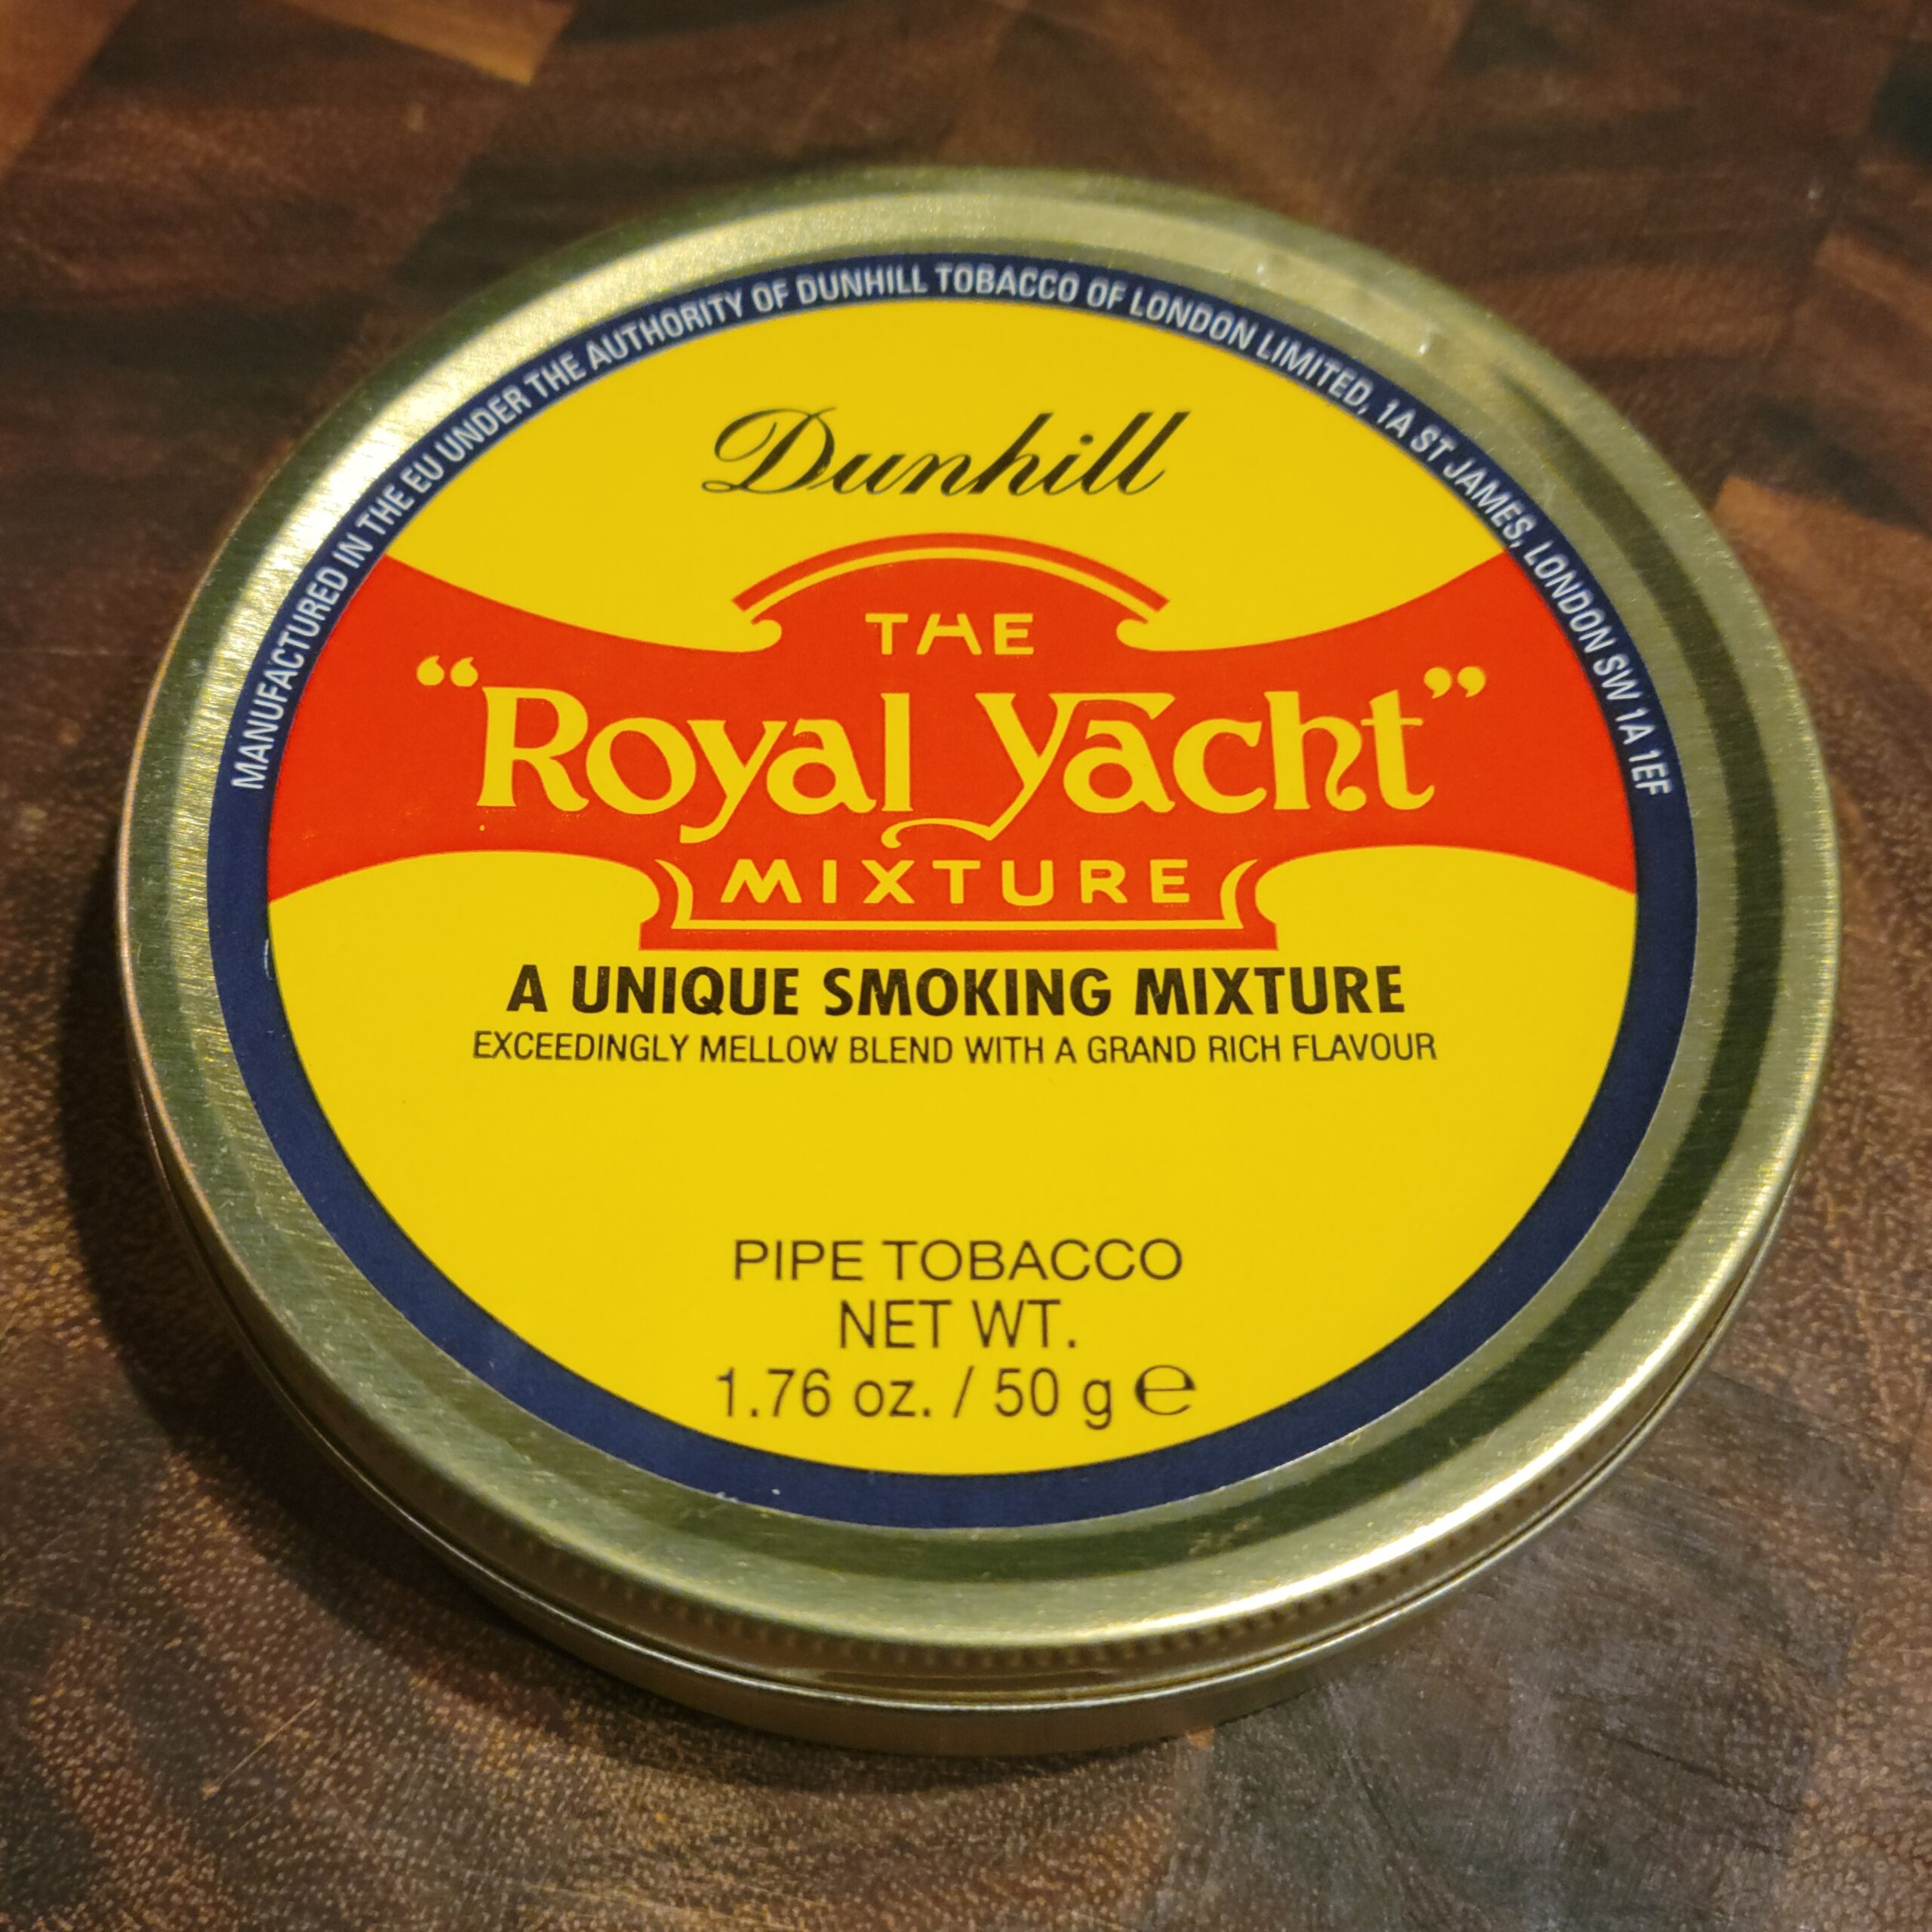 MANUFACTURED IN THE EU UNDER THE AUTHORITY OF DUNHILL TOBACCO OF LONDON LIMITED, 1A ST JAMES, LONDON SW 1A 1EF
Dunhill
THE
“Royal Yacht”
MIXTURE
A UNIQUE SMOKING MIXTURE
EXCEEDINGLY MELLOW BLEND WITH A GRAND RICH FLAVOUR
PIPE TOBACCO
NET WT.
1.76 oz. / 50 g ℮